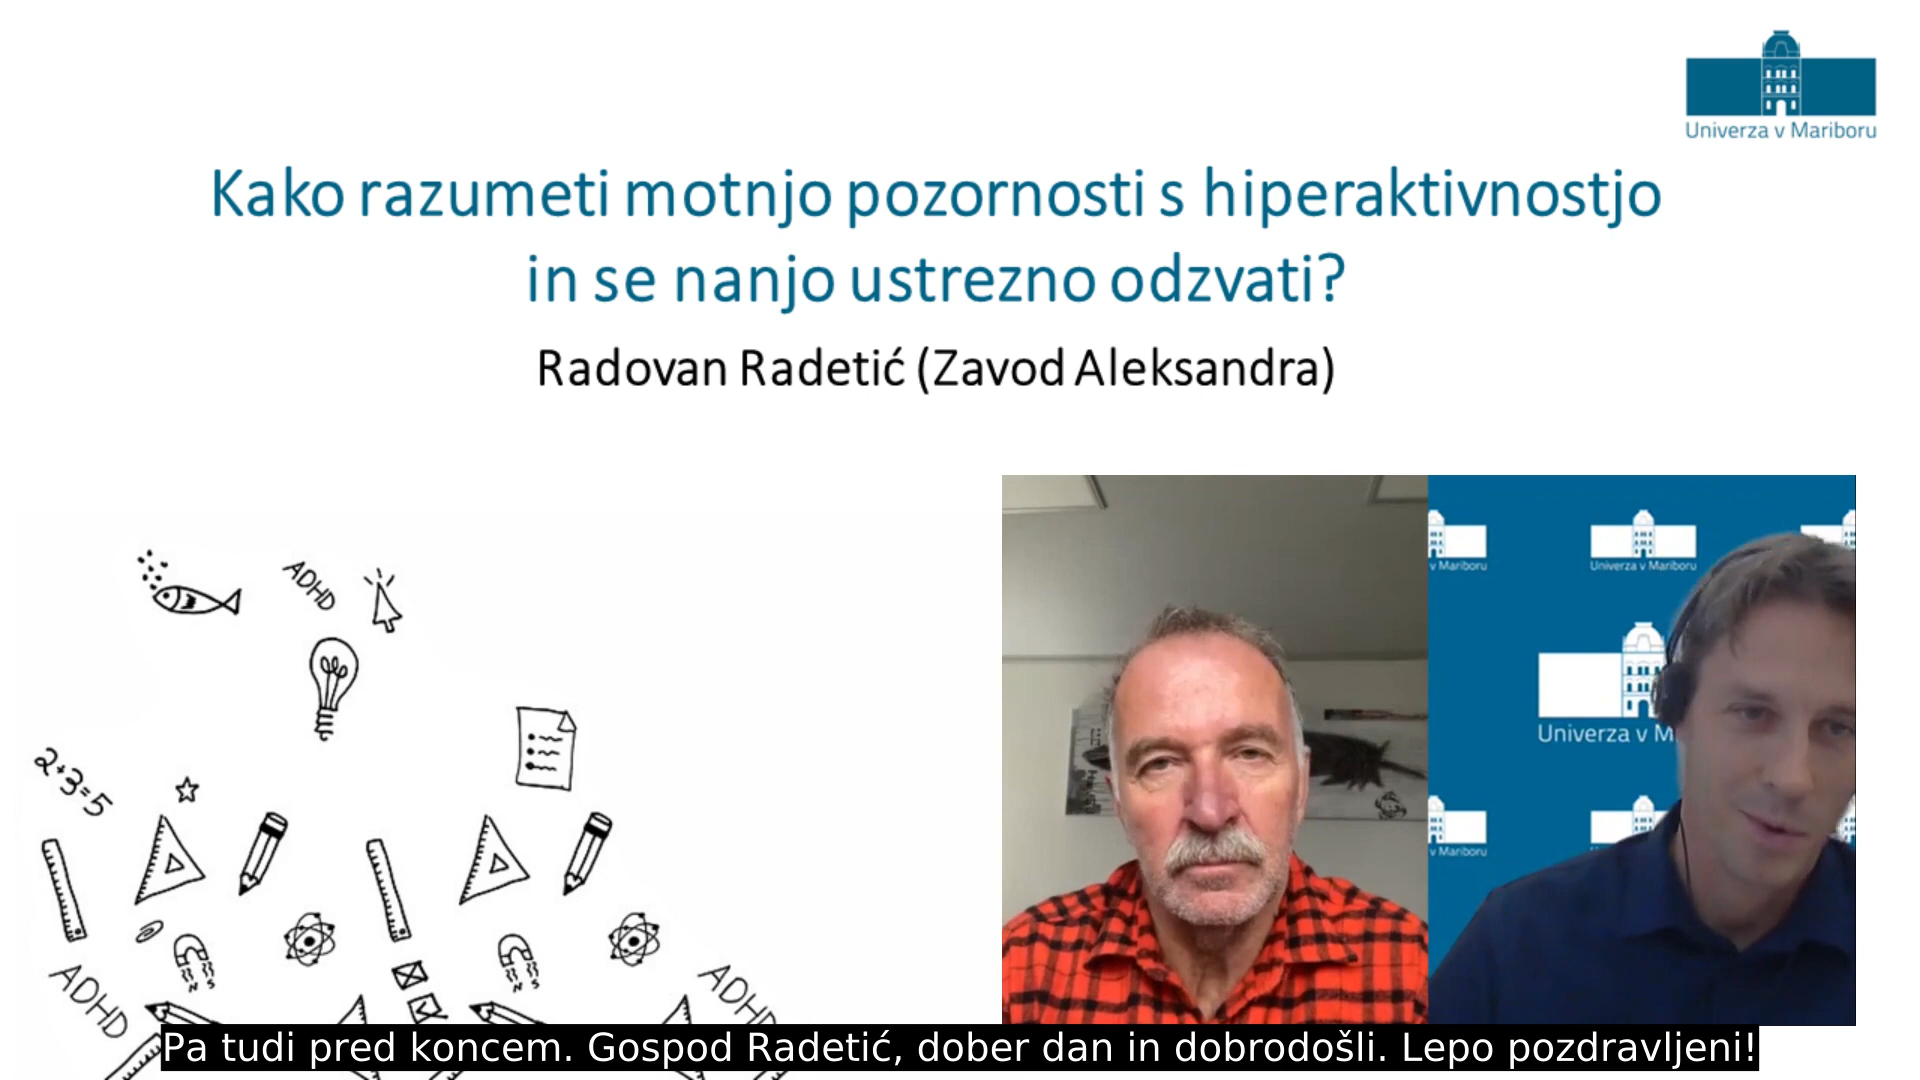 Univerza v Mariboru
Kako razumeti motnjo pozornosti s hiperaktivnostjo
in se nanjo ustrezno odzvati?
Radovan Radetić (Zavod Aleksandra)
v Mariboru
Univerza v Mariboru
Univerza v M
v Mariboru
ADHD
2+3=5
ADHD
ADHD
N S
N S
Pa tudi pred koncem. Gospod Radetić, dober dan in dobrodošli. Lepo pozdravljeni!